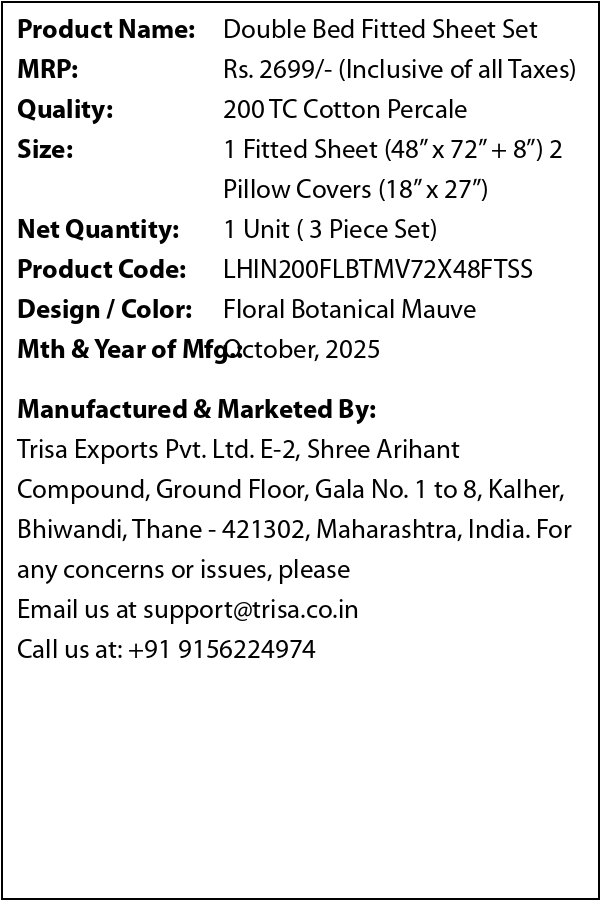 Product Name: Double Bed Fitted Sheet Set
MRP: Rs. 2699/- (Inclusive of all Taxes)
Quality: 200 TC Cotton Percale
Size: 1 Fitted Sheet (48” x 72” + 8”) 2
Pillow Covers (18” x 27”)
Net Quantity: 1 Unit ( 3 Piece Set)
Product Code: LHIN200FLBTMV72X48FTSS
Design / Color: Floral Botanical Mauve
Mth & Year of Mfg.: October, 2025
Manufactured & Marketed By:
Trisa Exports Pvt. Ltd. E-2, Shree Arihant
Compound, Ground Floor, Gala No. 1 to 8, Kalher,
Bhiwandi, Thane - 421302, Maharashtra, India. For
any concerns or issues, please
Email us at support@trisa.co.in
Call us at: +91 9156224974